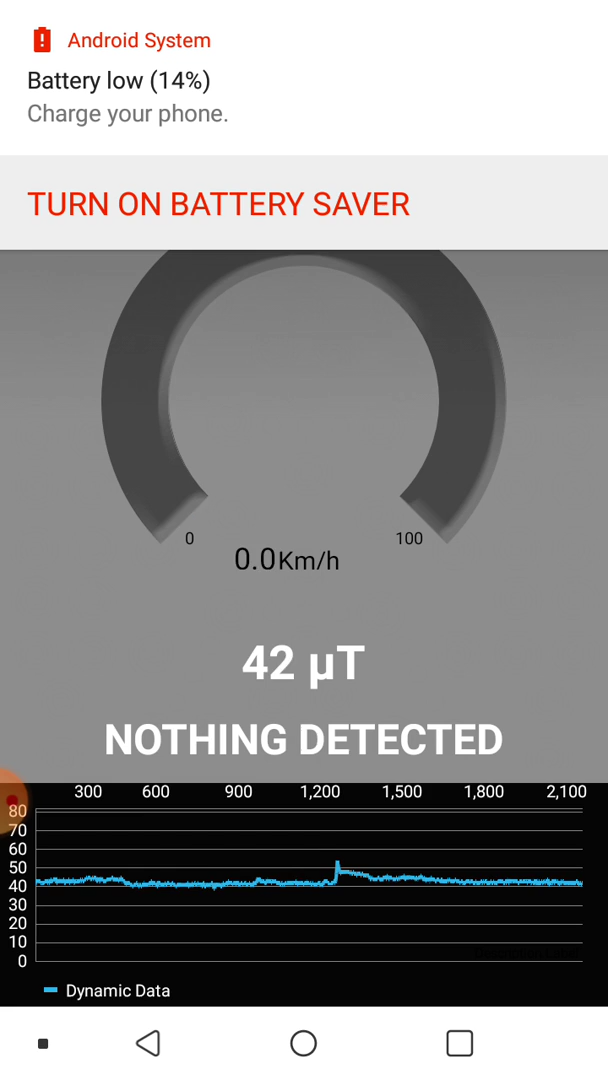 Android System
Battery low (14%)
Charge your phone.
TURN ON BATTERY SAVER
0
100
0.0Km/h
42 µT
NOTHING DETECTED
300 600 900 1,200 1,500 1,800 2,100
80
70
60
50
40
30
20
10
0
Dynamic Data